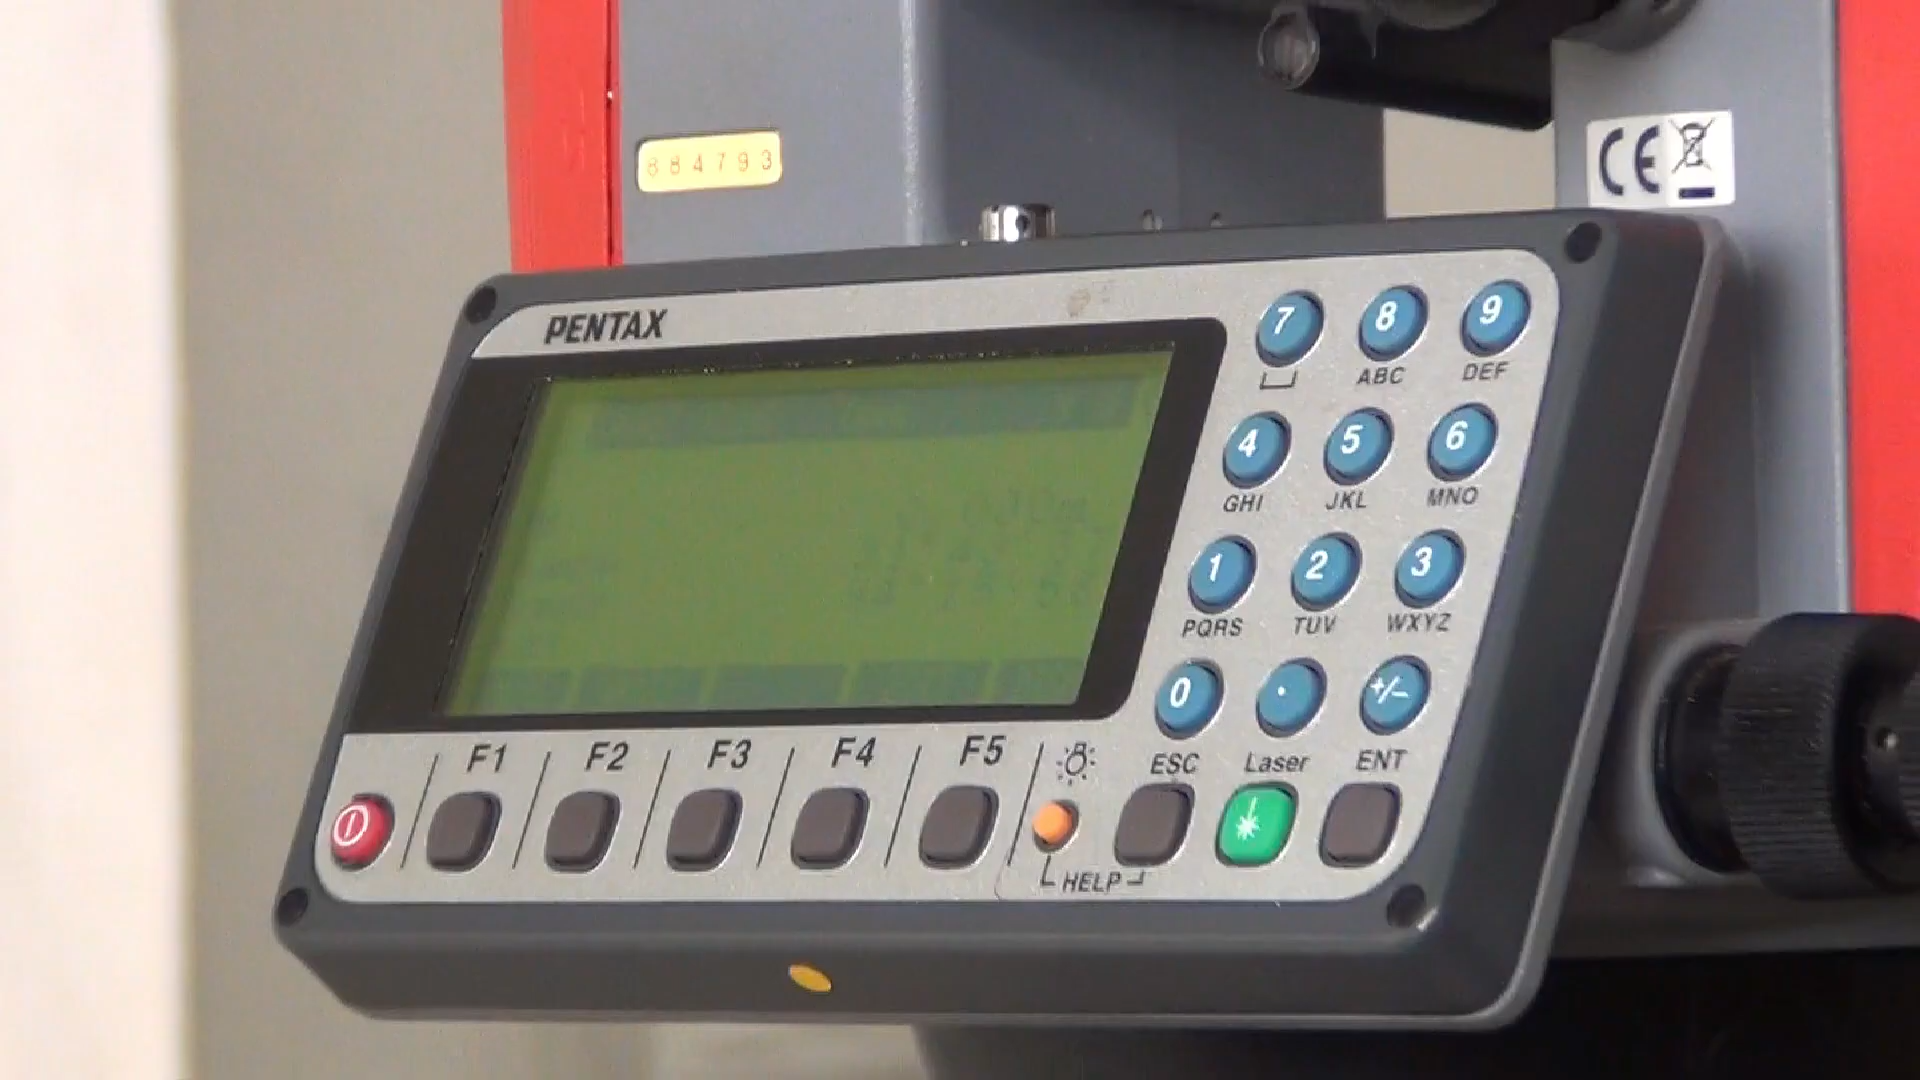 884793
CE
PENTAX
7 8 9
ABC DEF
4 5 6
GHI JKL MNO
1 2 3
PQRS TUV WXYZ
0 . +/-
F1 F2 F3 F4 F5 ESC Laser ENT
HELP